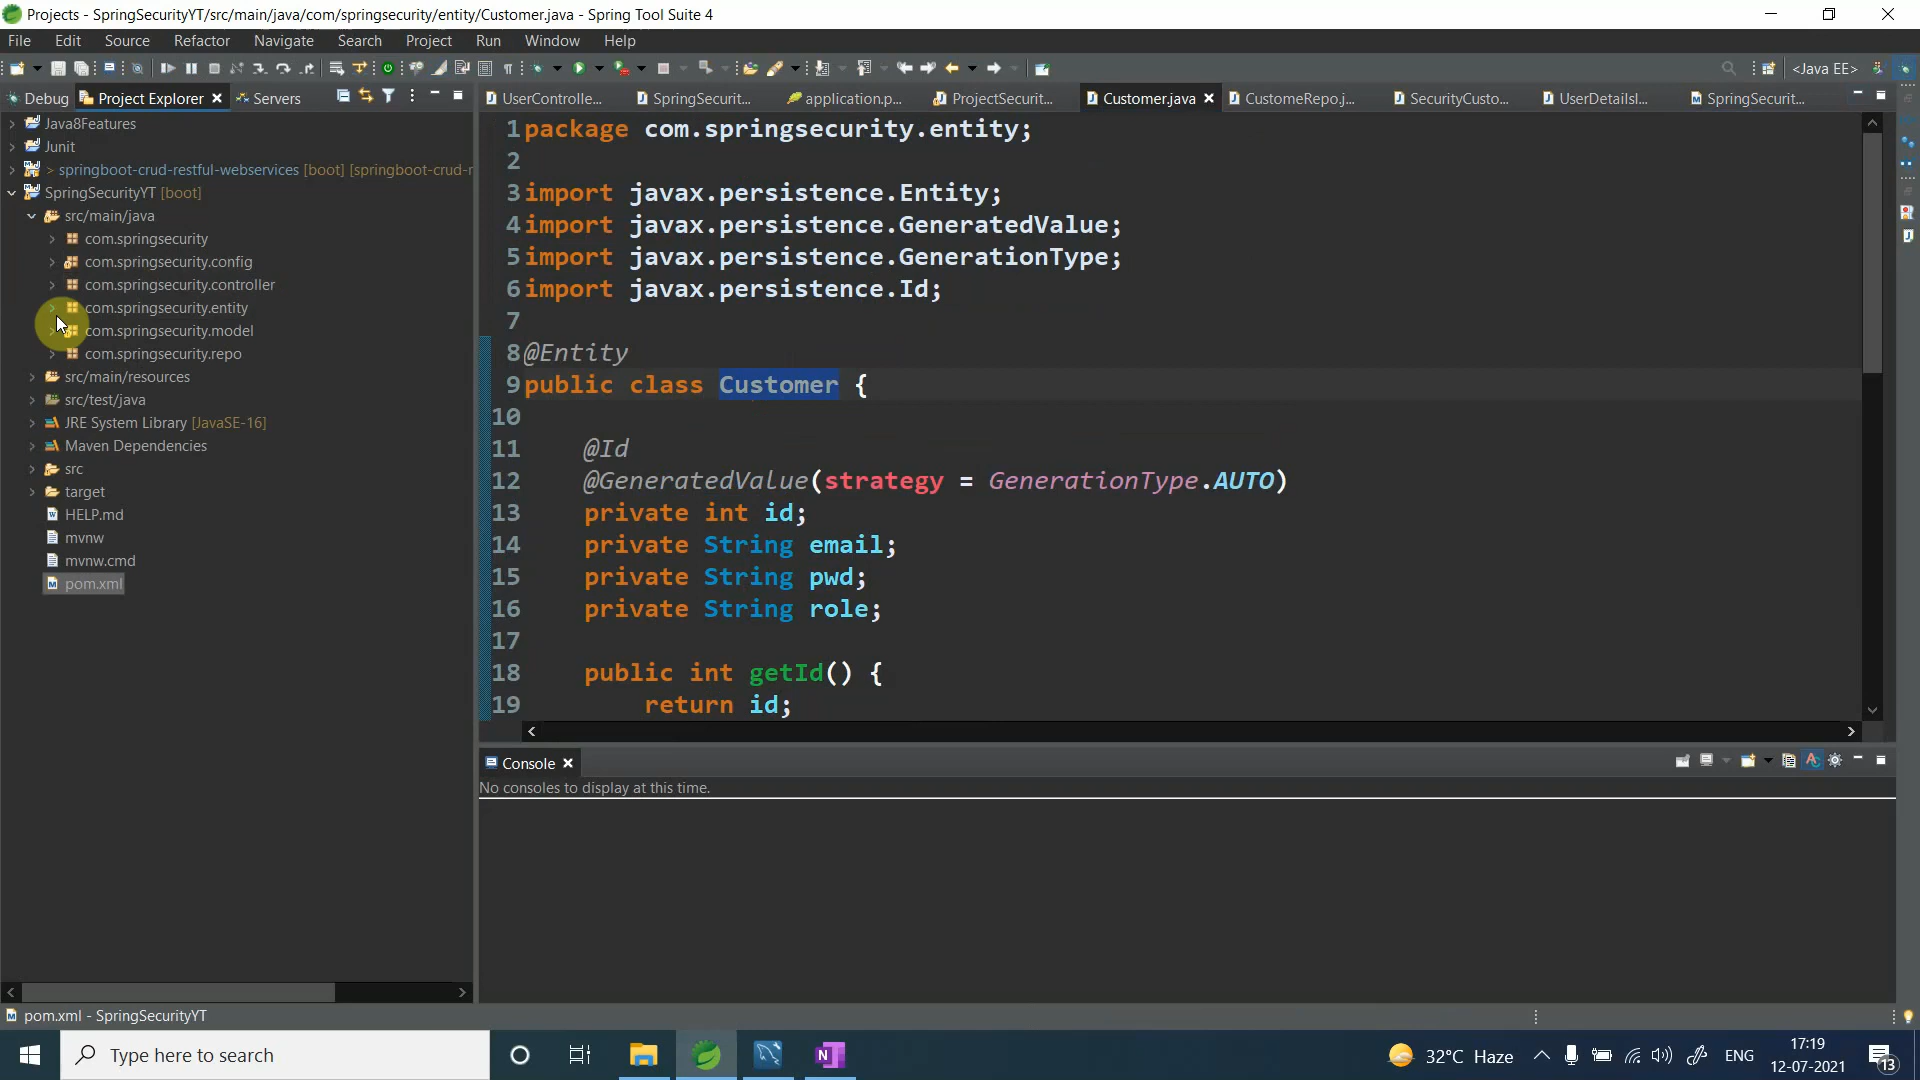 Projects - SpringSecurityYT/src/main/java/com/springsecurity/entity/Customer.java - Spring Tool Suite 4
File Edit Source Refactor Navigate Search Project Run Window Help
<Java EE>
Debug Project Explorer Servers
UserControlle... SpringSecurit... application.p... ProjectSecurit... Customer.java CustomeRepo.j... SecurityCusto... UserDetailsI... SpringSecurit...
Java8Features
Junit
> springboot-crud-restful-webservices [boot] [springboot-crud-r
SpringSecurityYT [boot]
src/main/java
com.springsecurity
com.springsecurity.config
com.springsecurity.controller
com.springsecurity.entity
com.springsecurity.model
com.springsecurity.repo
src/main/resources
src/test/java
JRE System Library [JavaSE-16]
Maven Dependencies
src
target
HELP.md
mvnw
mvnw.cmd
pom.xml
1 package com.springsecurity.entity;
2
3 import javax.persistence.Entity;
4 import javax.persistence.GeneratedValue;
5 import javax.persistence.GenerationType;
6 import javax.persistence.Id;
7
8 @Entity
9 public class Customer {
10
11 @Id
12 @GeneratedValue(strategy = GenerationType.AUTO)
13 private int id;
14 private String email;
15 private String pwd;
16 private String role;
17
18 public int getId() {
19 return id;
Console
No consoles to display at this time.
pom.xml - SpringSecurityYT
Type here to search
32°C Haze
ENG
17:19
12-07-2021
13